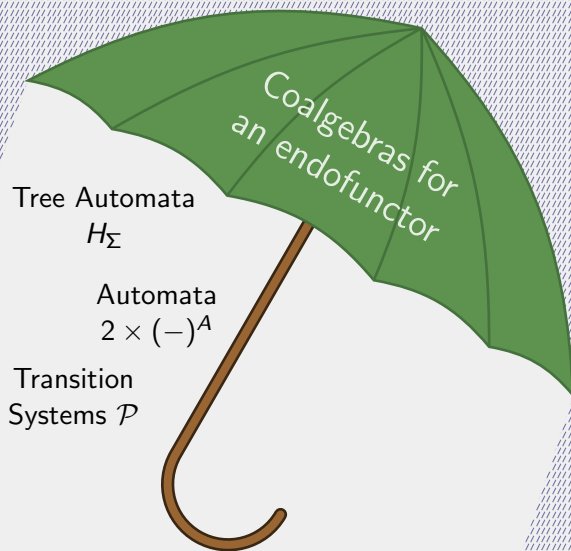 Coalgebras for
an endofunctor
Tree Automata
H_Σ
Automata
2 × (−)^A
Transition
Systems 𝒫